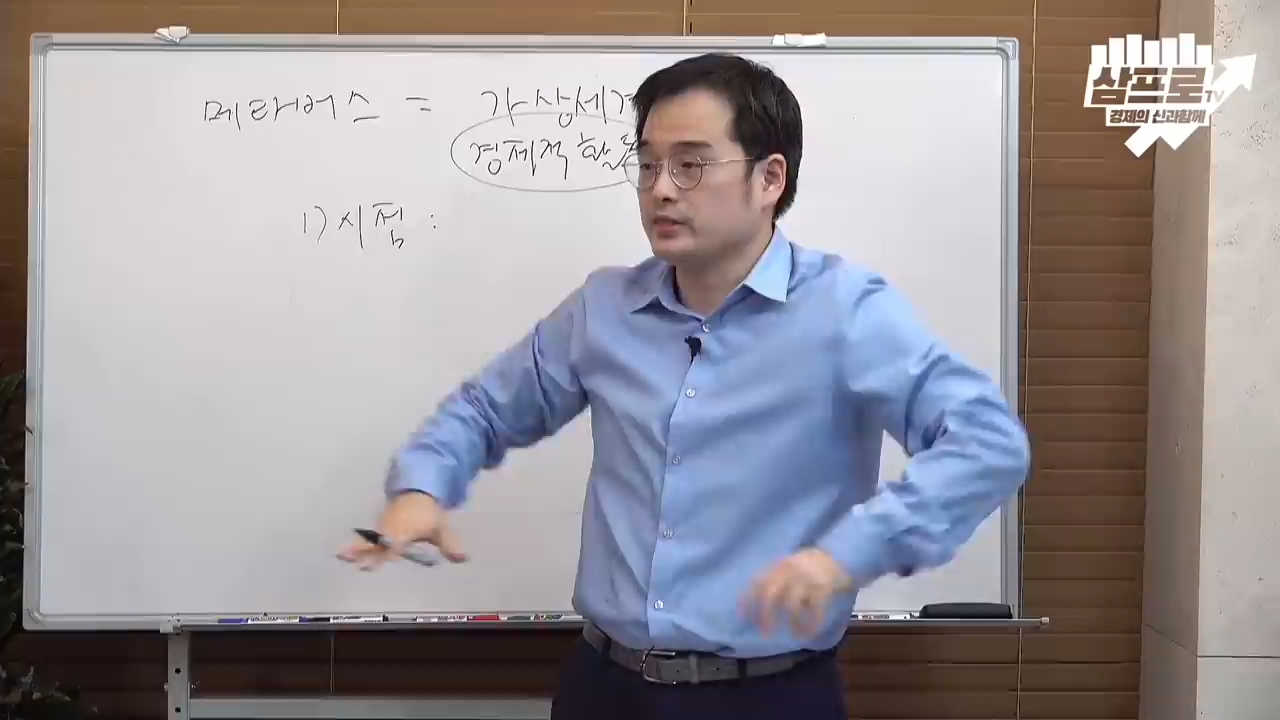 메타버스 = 가상세계
경제적 활동
1) 시점 :
삼프로TV
경제의 신과함께